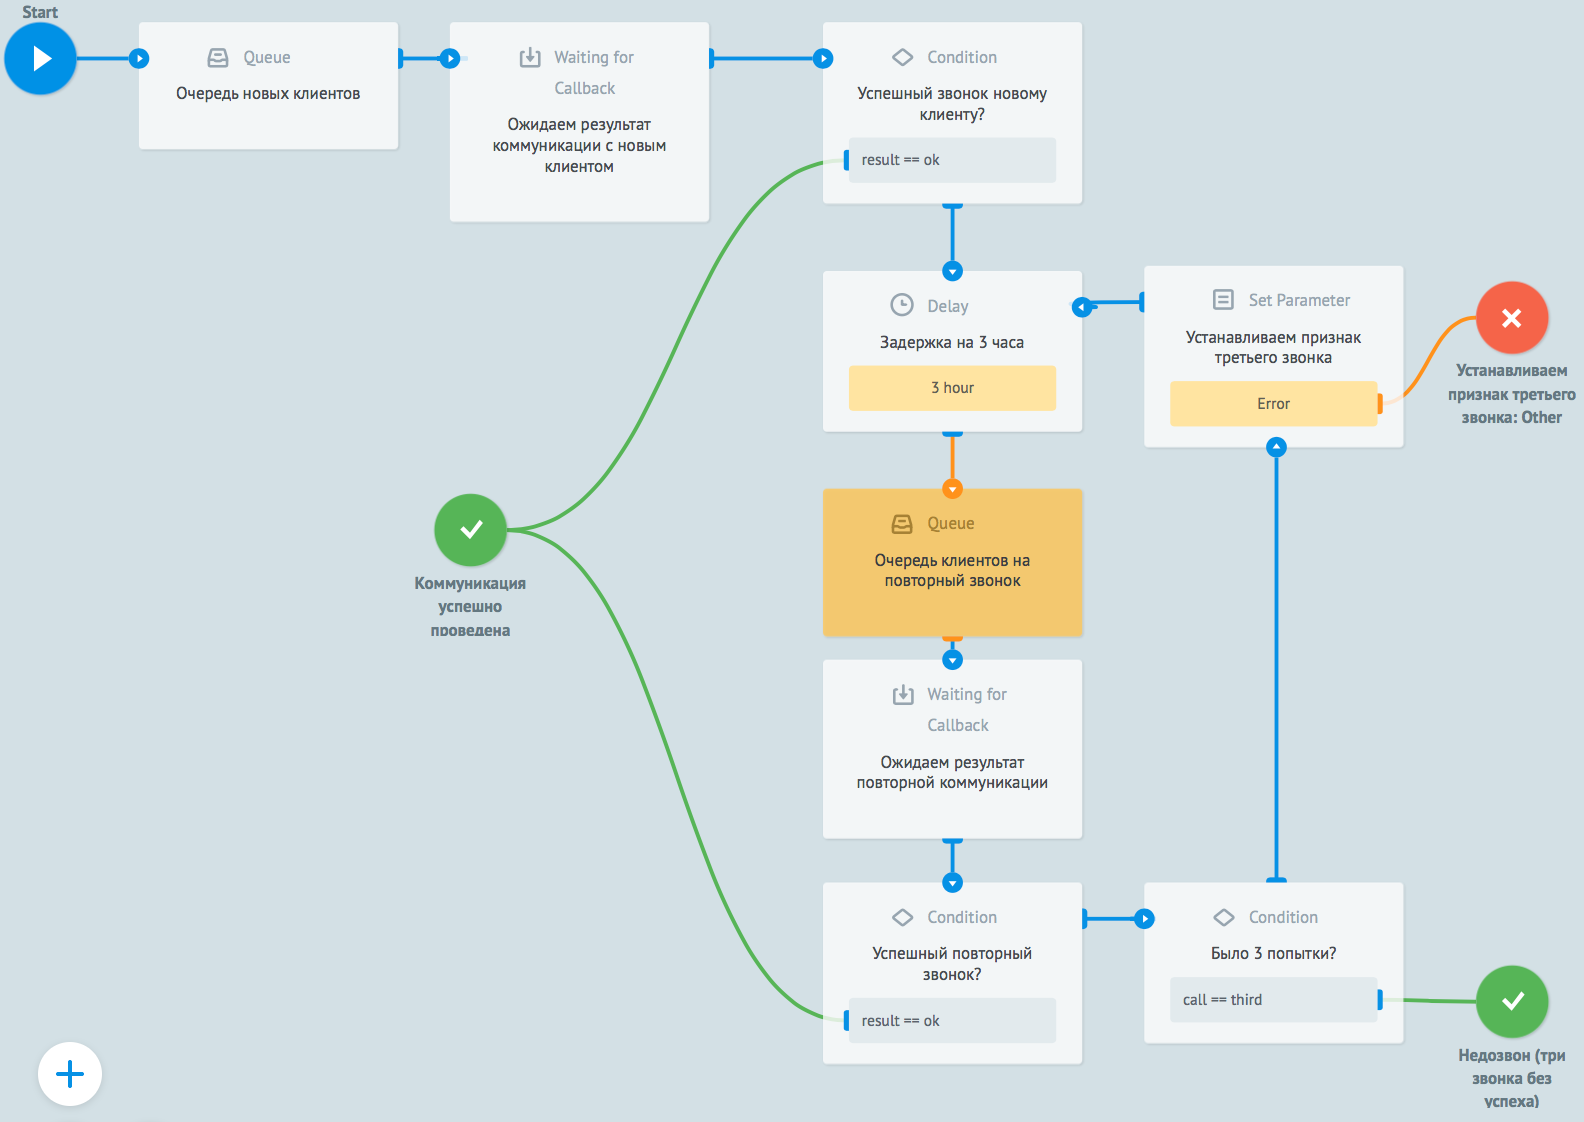 Start
Queue
Очередь новых клиентов
Waiting for
Callback
Ожидаем результат
коммуникации с новым
клиентом
Condition
Успешный звонок новому
клиенту?
result == ok
Delay
Задержка на 3 часа
3 hour
Set Parameter
Устанавливаем признак
третьего звонка
Error
Устанавливаем
признак третьего
звонка: Other
Queue
Очередь клиентов на
повторный звонок
Коммуникация
успешно
проведена
Waiting for
Callback
Ожидаем результат
повторной коммуникации
Condition
Успешный повторный
звонок?
result == ok
Condition
Было 3 попытки?
call == third
Недозвон (три
звонка без
успеха)